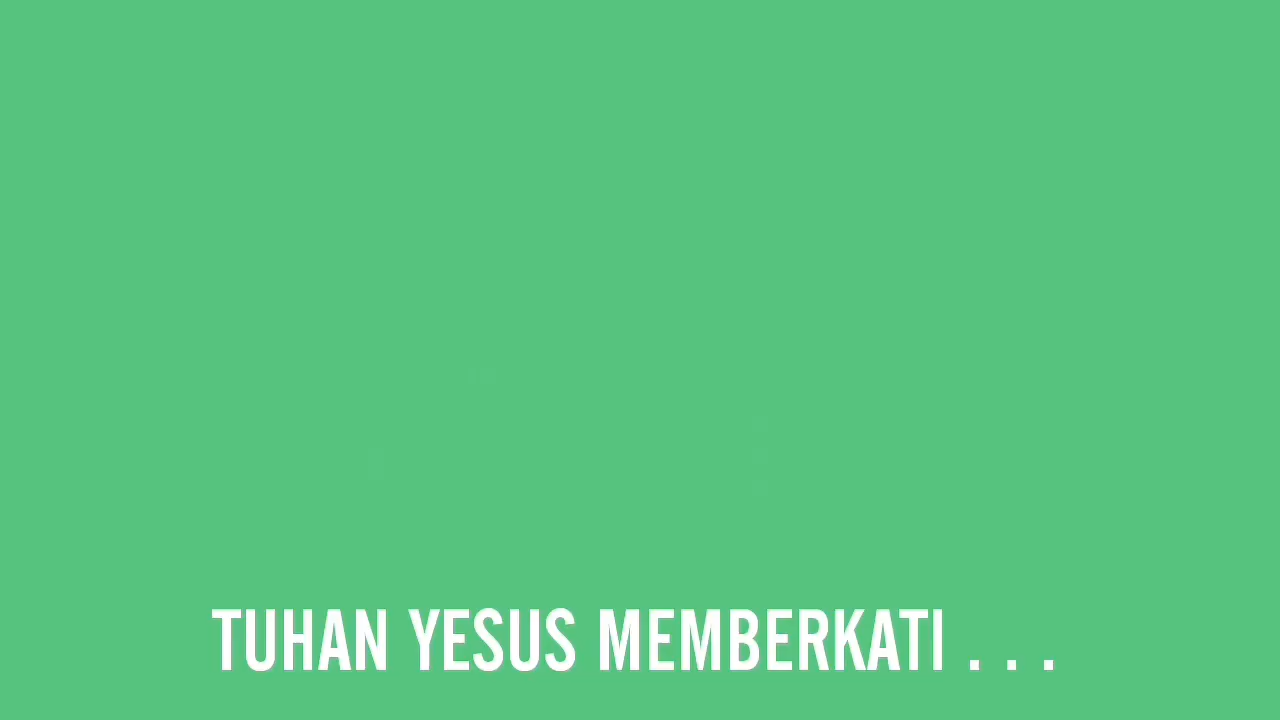 TUHAN YESUS MEMBERKATI . . .